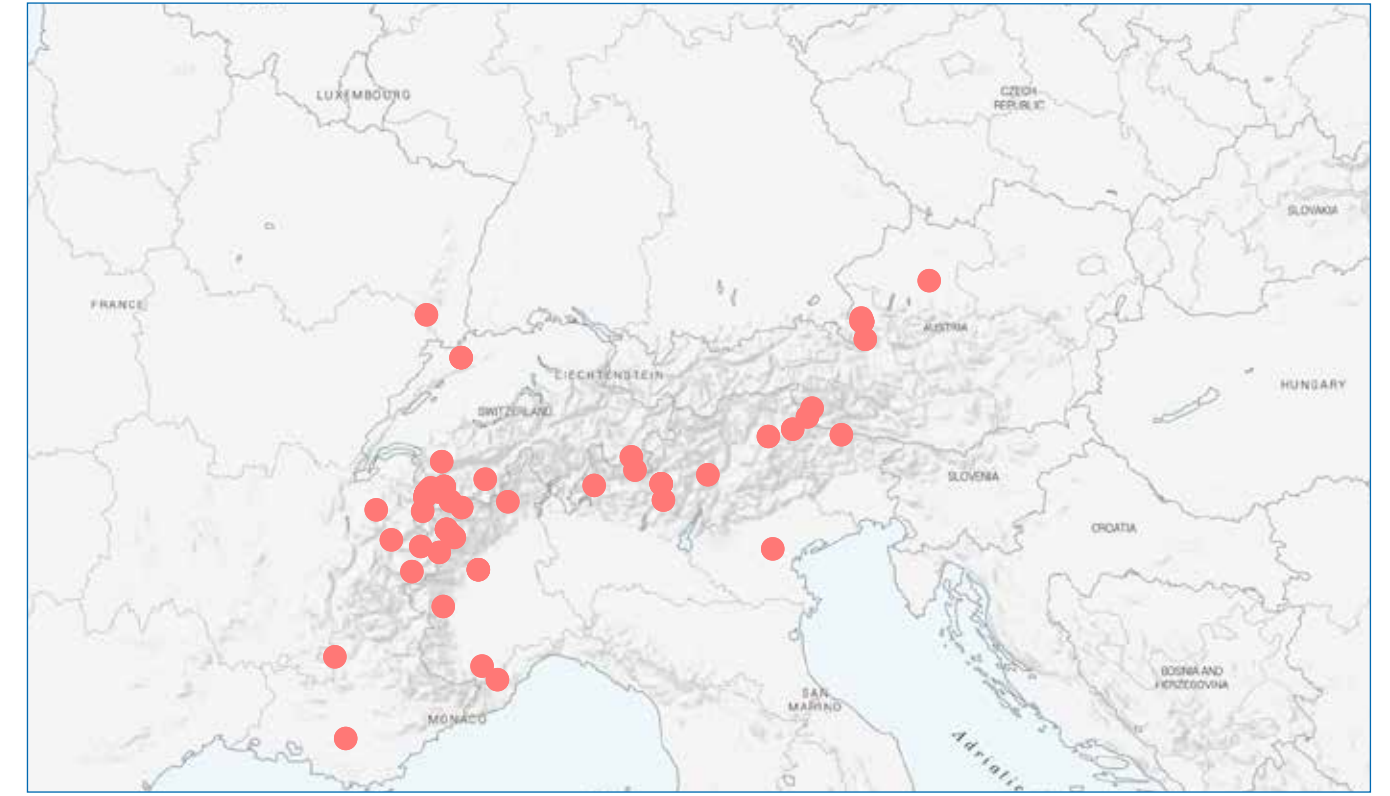 LUXEMBOURG
CZECH
REPUBLIC
SLOVAKIA
FRANCE
AUSTRIA
LIECHTENSTEIN
HUNGARY
SWITZERLAND
SLOVENIA
CROATIA
BOSNIA AND
HERZEGOVINA
SAN
MARINO
MONACO
Adriatic